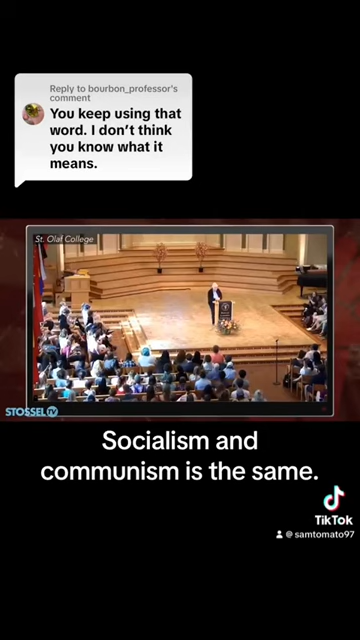 Reply to bourbon_professor's
comment
You keep using that
word. I don't think
you know what it
means.
St. Olaf College
STOSSEL TV
Socialism and
communism is the same.
TikTok
@samtomato97